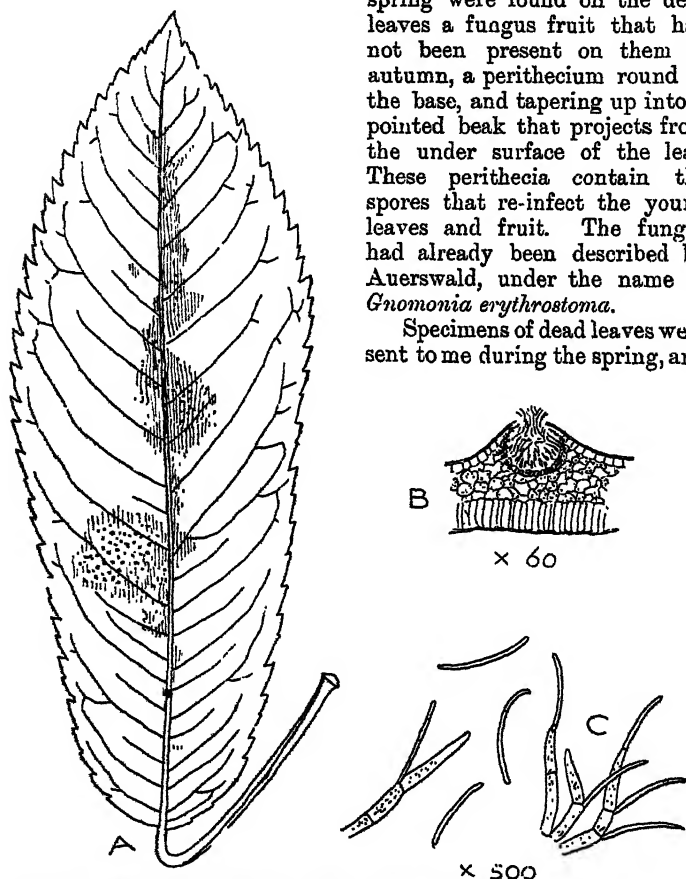 spring were found on the de
leaves a fungus fruit that ha
not been present on them
autumn, a perithecium round
the base, and tapering up into
pointed beak that projects fro
the under surface of the lea
These perithecia contain th
spores that re-infect the youn
leaves and fruit. The fung
had already been described b
Auerswald, under the name
Gnomonia erythrostoma.
Specimens of dead leaves we
sent to me during the spring, an
B
× 60
C
A
× 500